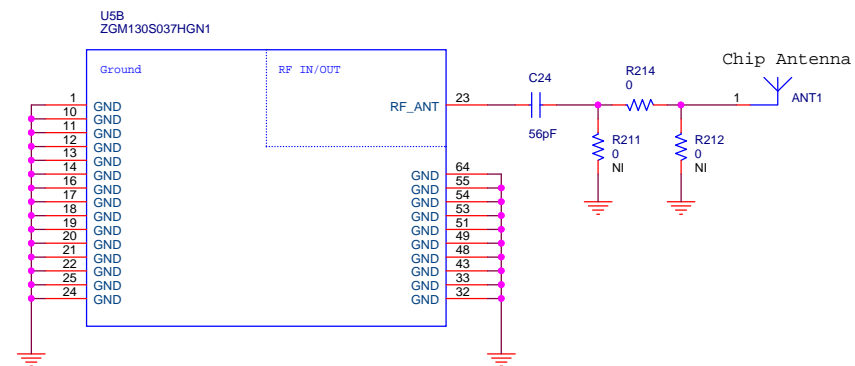 U5B
ZGM130S037HGN1
Ground
RF IN/OUT
Chip Antenna
1 GND
10 GND
11 GND
12 GND
13 GND
14 GND
16 GND
17 GND
18 GND
19 GND
20 GND
21 GND
22 GND
25 GND
24 GND
RF_ANT 23
GND 64
GND 55
GND 54
GND 53
GND 51
GND 49
GND 48
GND 43
GND 33
GND 32
C24
56pF
R214
0
R211
0
NI
R212
0
NI
1
ANT1